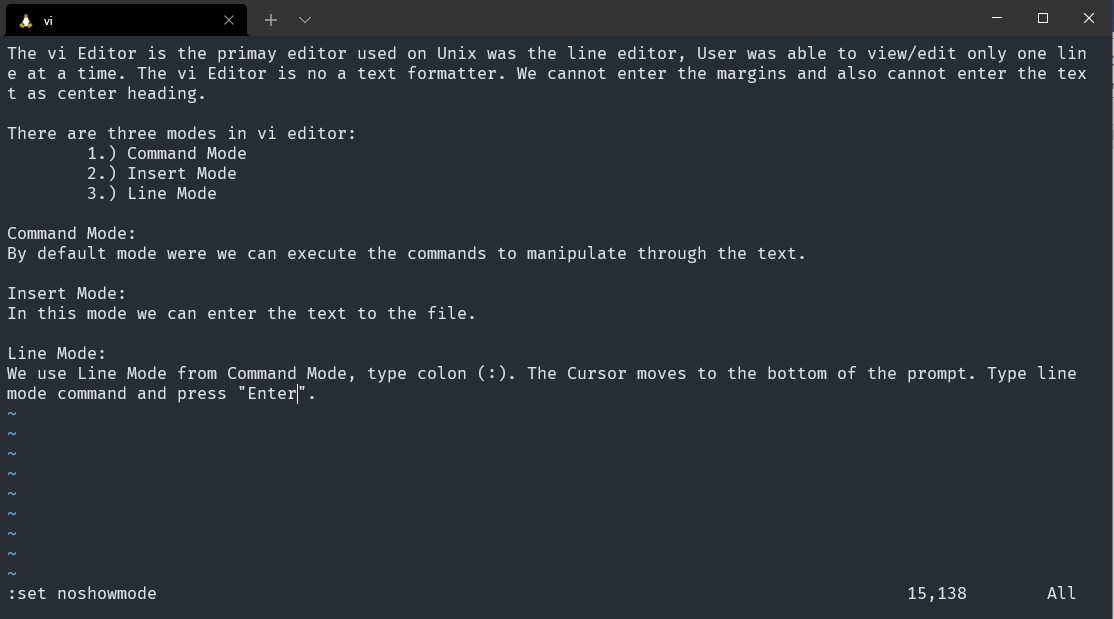 vi
The vi Editor is the primay editor used on Unix was the line editor, User was able to view/edit only one lin
e at a time. The vi Editor is no a text formatter. We cannot enter the margins and also cannot enter the tex
t as center heading.
There are three modes in vi editor:
1.) Command Mode
2.) Insert Mode
3.) Line Mode
Command Mode:
By default mode were we can execute the commands to manipulate through the text.
Insert Mode:
In this mode we can enter the text to the file.
Line Mode:
We use Line Mode from Command Mode, type colon (:). The Cursor moves to the bottom of the prompt. Type line
mode command and press "Enter".
~
~
~
~
~
~
~
~
~
:set noshowmode 15,138 All